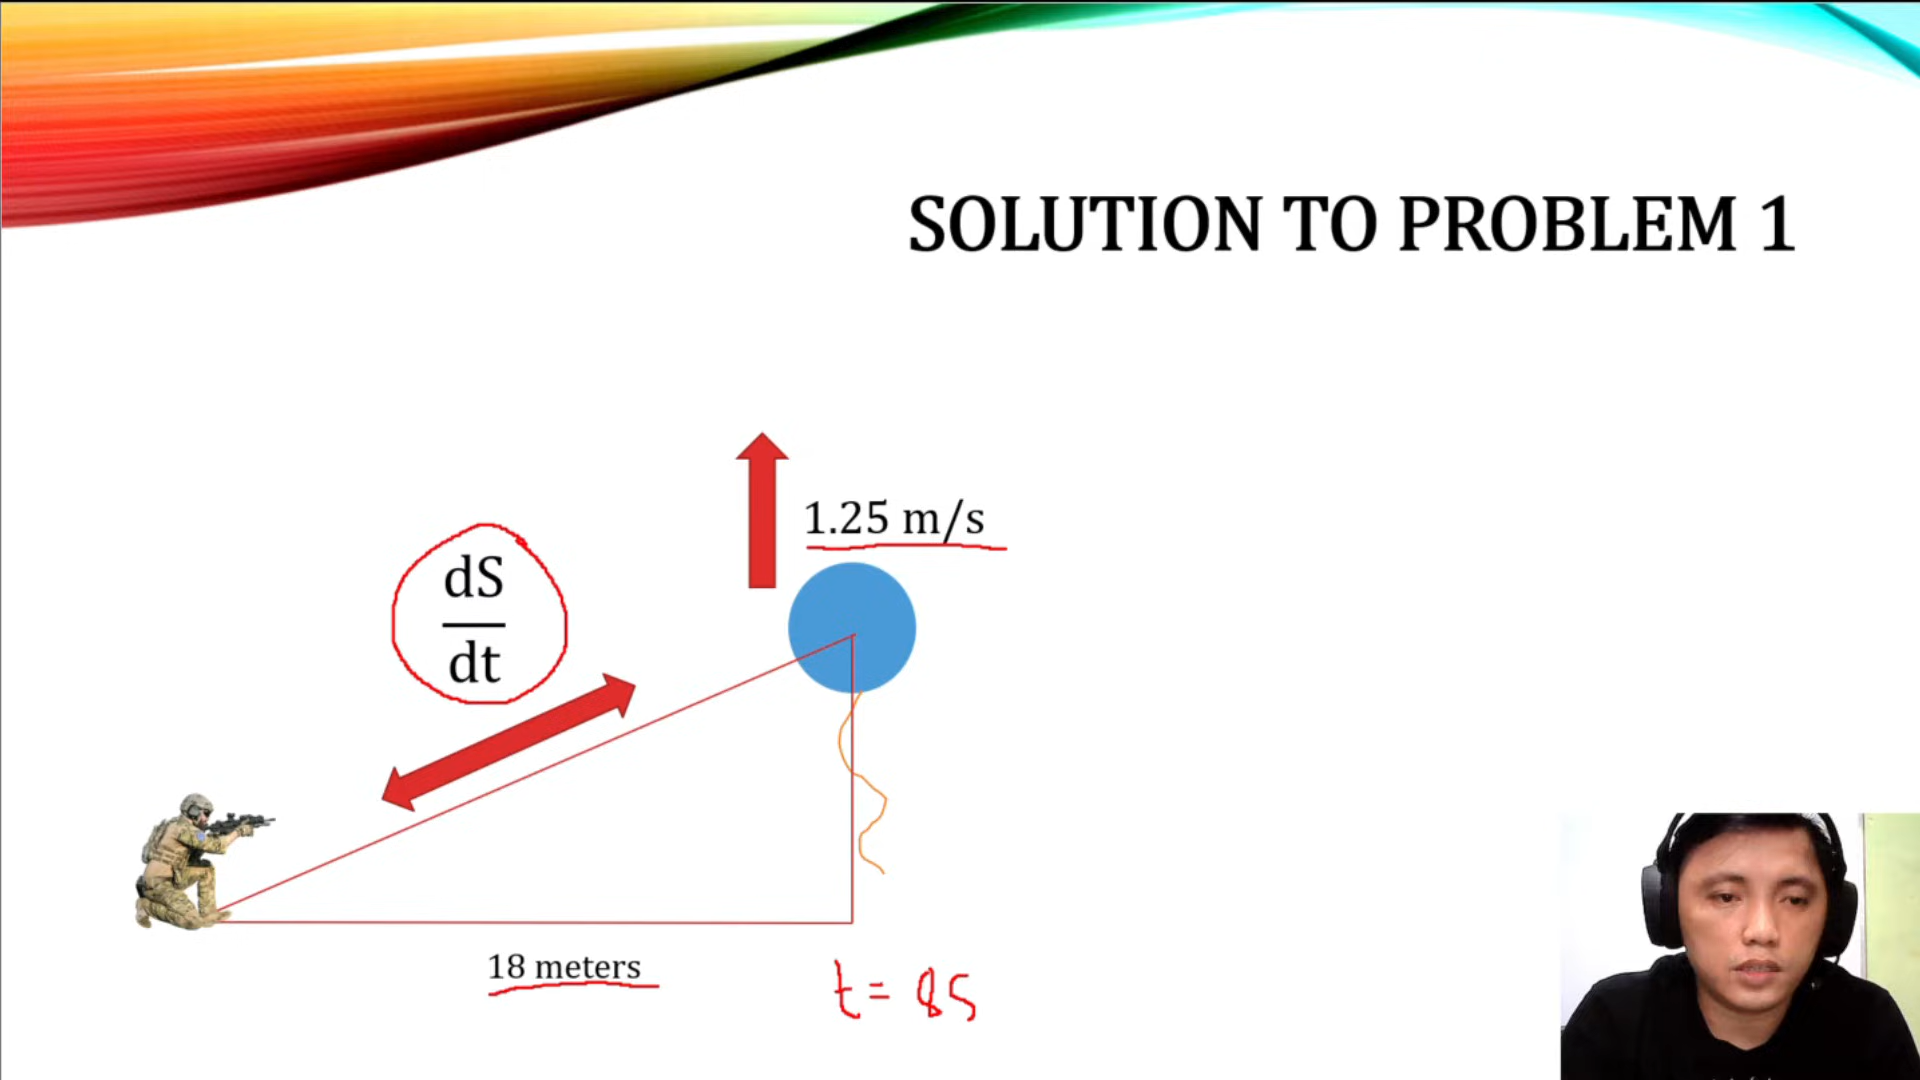 SOLUTION TO PROBLEM 1
1.25 m/s
dS
dt
18 meters
t = 8s